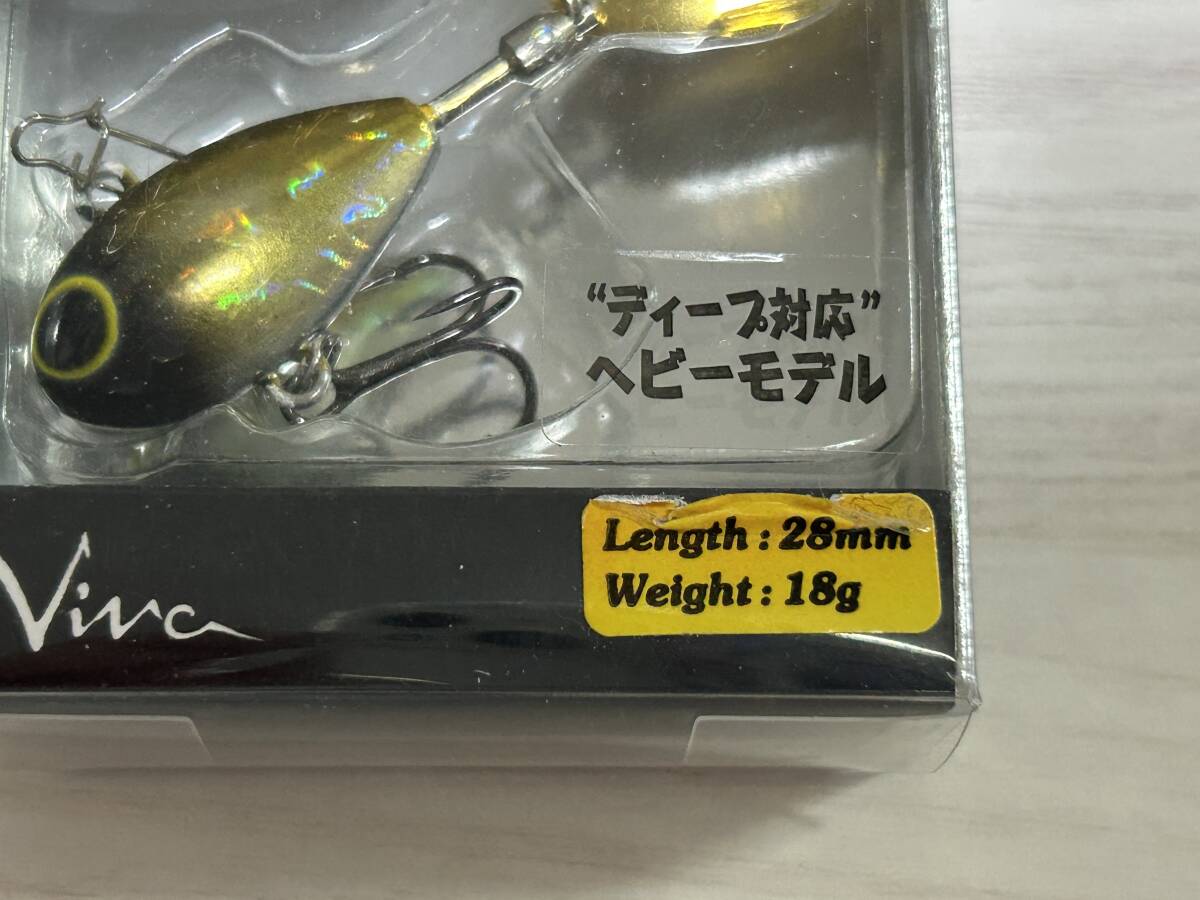 “ディープ対応”
ヘビーモデル
Length : 28mm
Weight : 18g
Viva